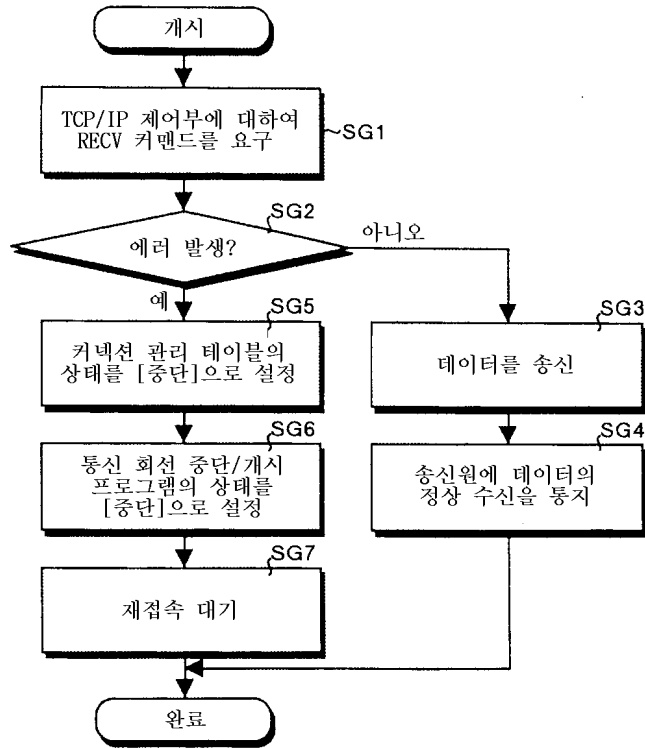 개시
TCP/IP 제어부에 대하여
RECV 커맨드를 요구
SG1
SG2
에러 발생?
아니오
예
SG5
커넥션 관리 테이블의
상태를 [중단]으로 설정
SG3
데이터를 송신
SG6
통신 회선 중단/개시
프로그램의 상태를
[중단]으로 설정
SG4
송신원에 데이터의
정상 수신을 통지
SG7
재접속 대기
완료